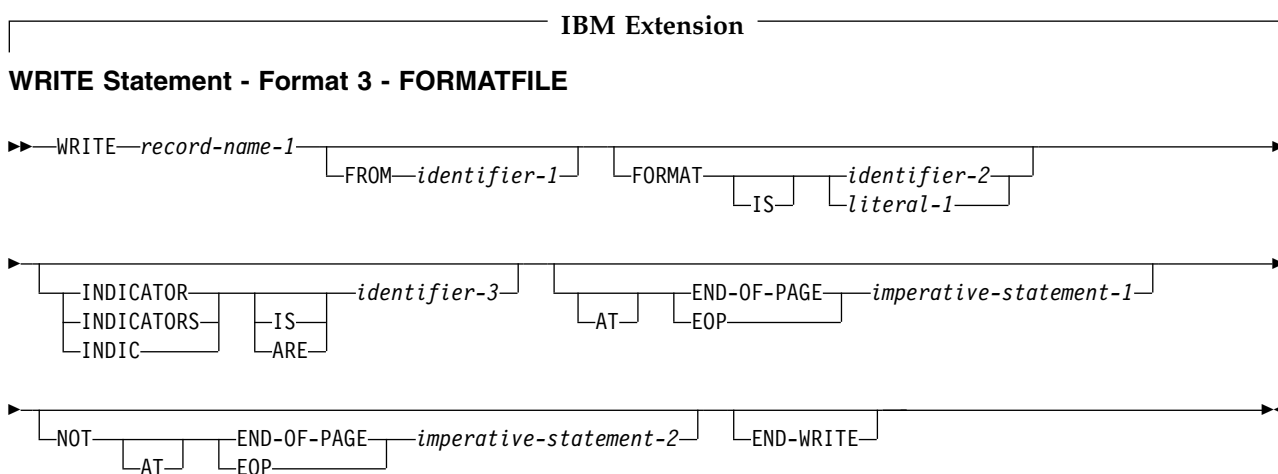 IBM Extension
WRITE Statement - Format 3 - FORMATFILE
WRITE record-name-1
FROM identifier-1 FORMAT identifier-2
IS literal-1
INDICATOR identifier-3 END-OF-PAGE imperative-statement-1
INDICATORS IS AT EOP
INDIC ARE
NOT END-OF-PAGE imperative-statement-2 END-WRITE
AT EOP